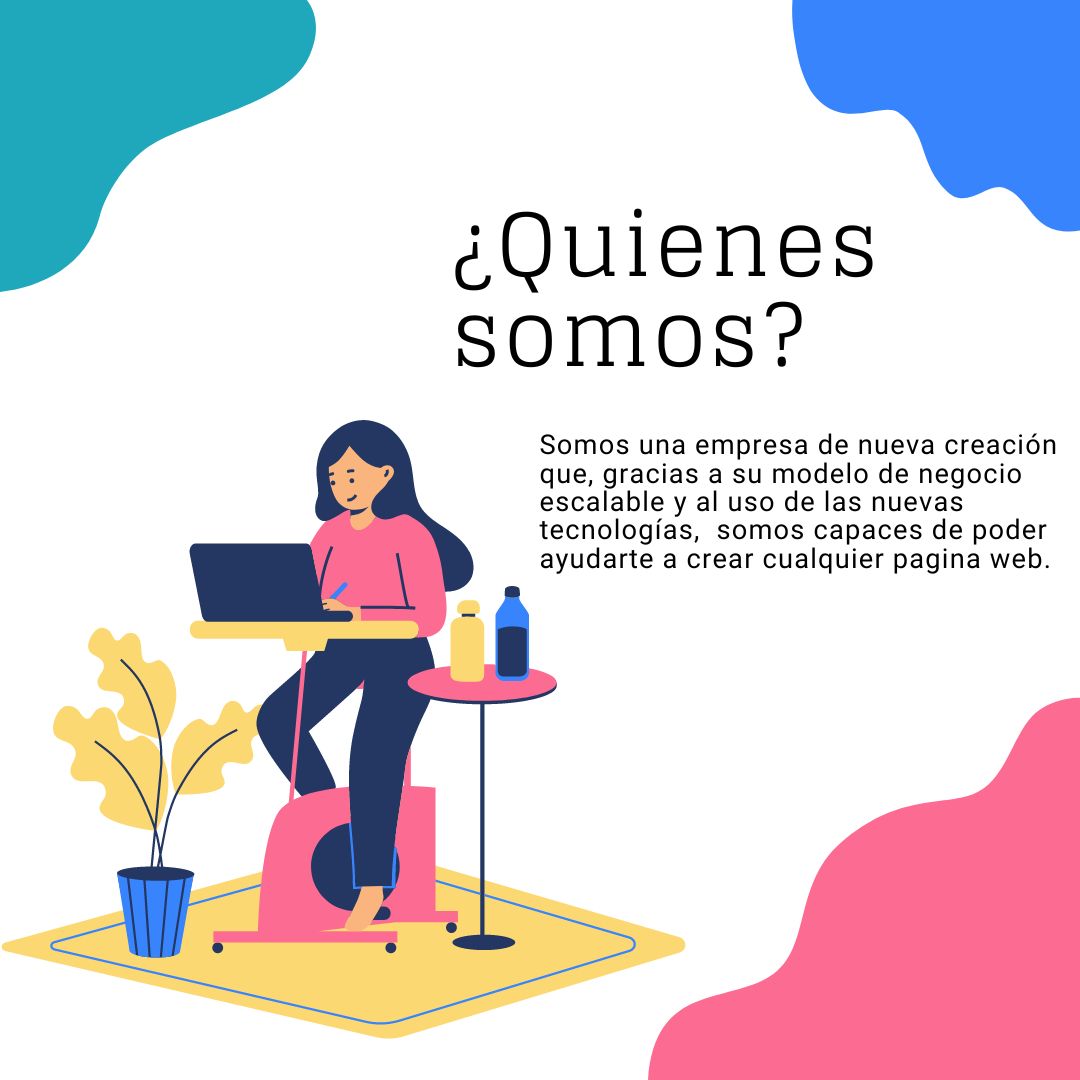 ¿Quienes
somos?
Somos una empresa de nueva creación
que, gracias a su modelo de negocio
escalable y al uso de las nuevas
tecnologías,  somos capaces de poder
ayudarte a crear cualquier pagina web.